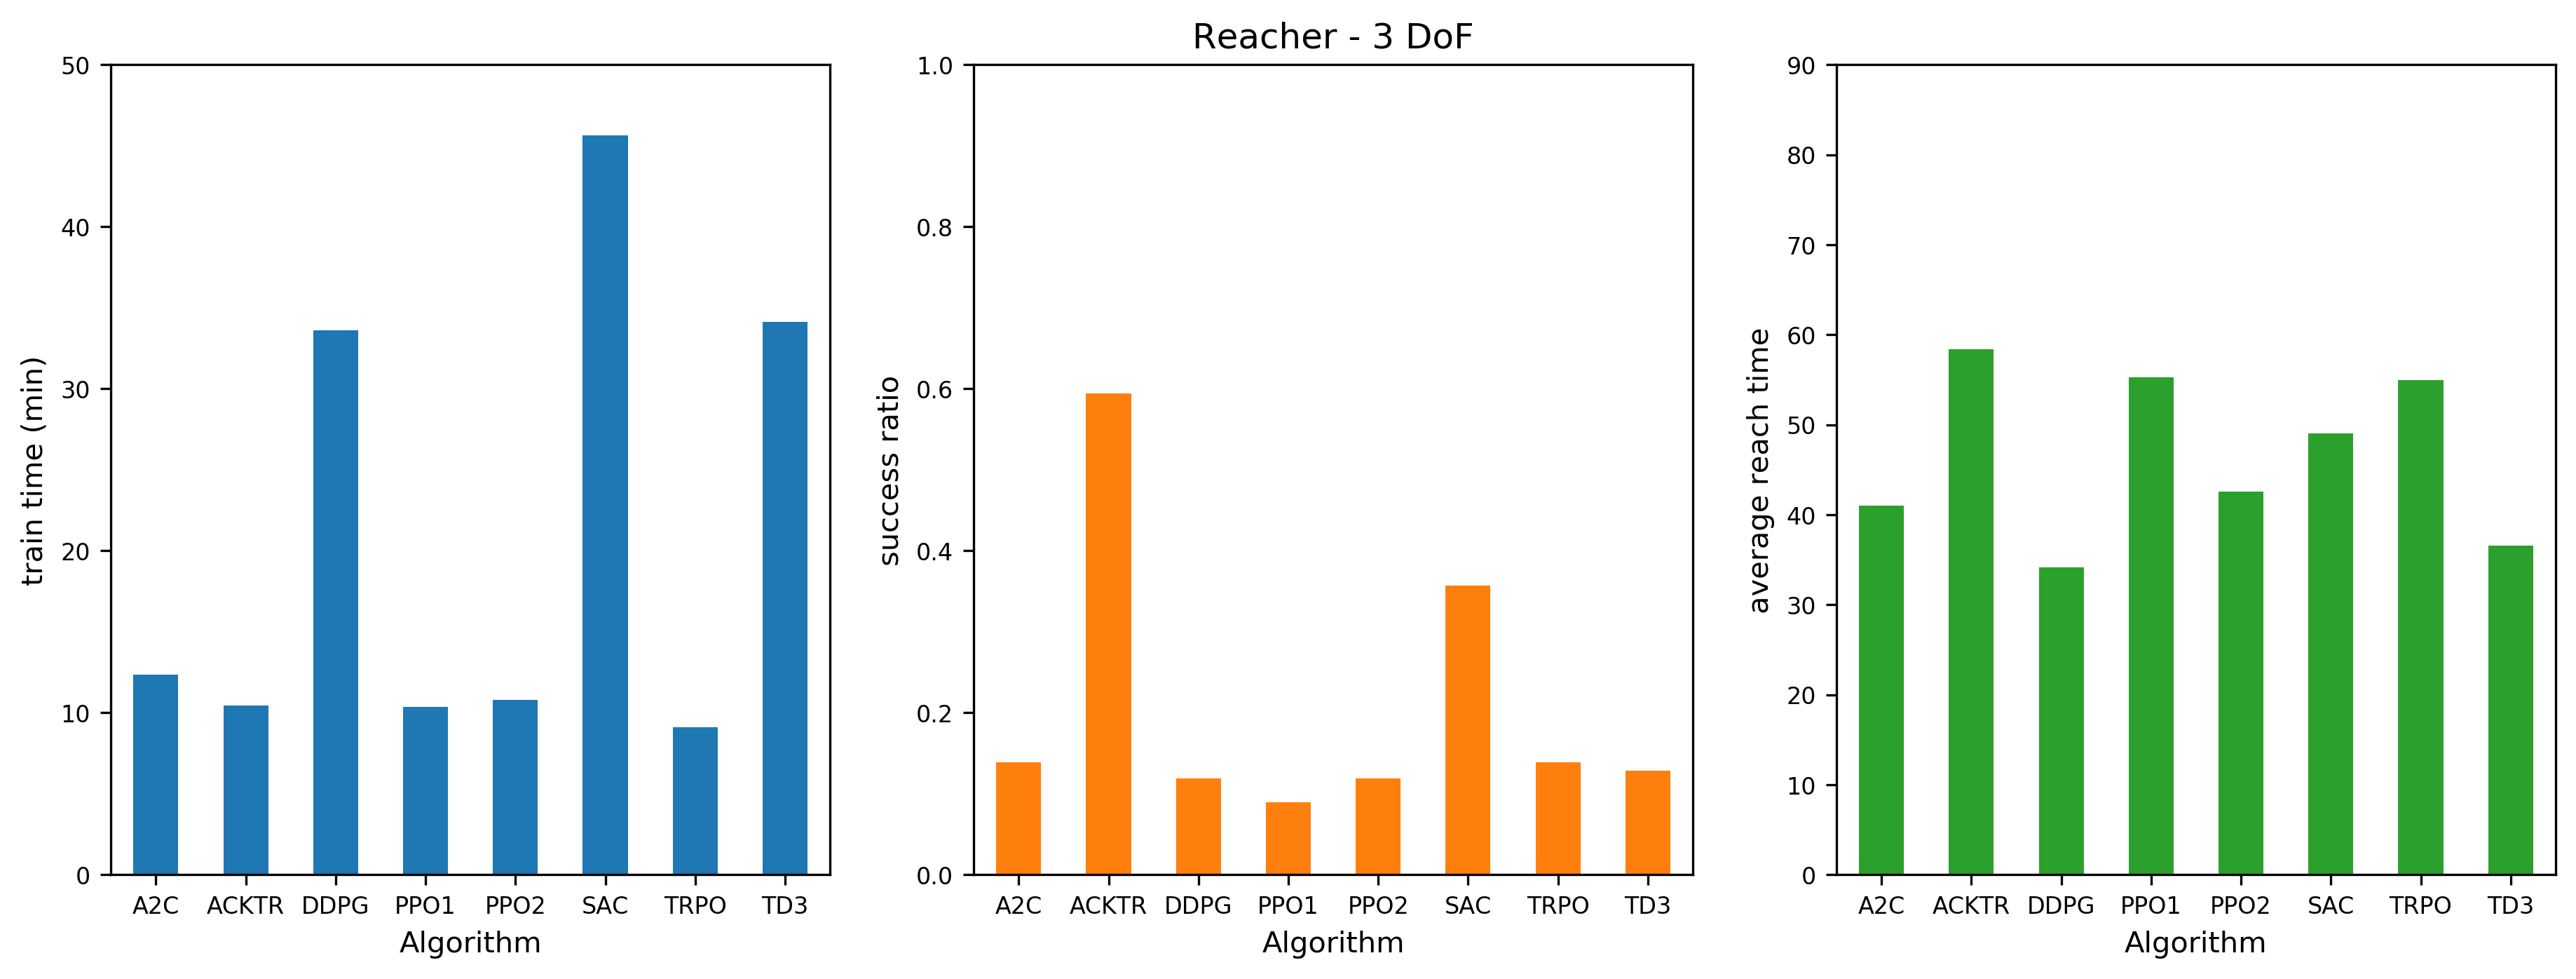 Reacher - 3 DoF
train time (min)
50
40
30
20
10
0
A2C ACKTR DDPG PPO1 PPO2 SAC TRPO TD3
Algorithm
success ratio
1.0
0.8
0.6
0.4
0.2
0.0
A2C ACKTR DDPG PPO1 PPO2 SAC TRPO TD3
Algorithm
average reach time
90
80
70
60
50
40
30
20
10
0
A2C ACKTR DDPG PPO1 PPO2 SAC TRPO TD3
Algorithm